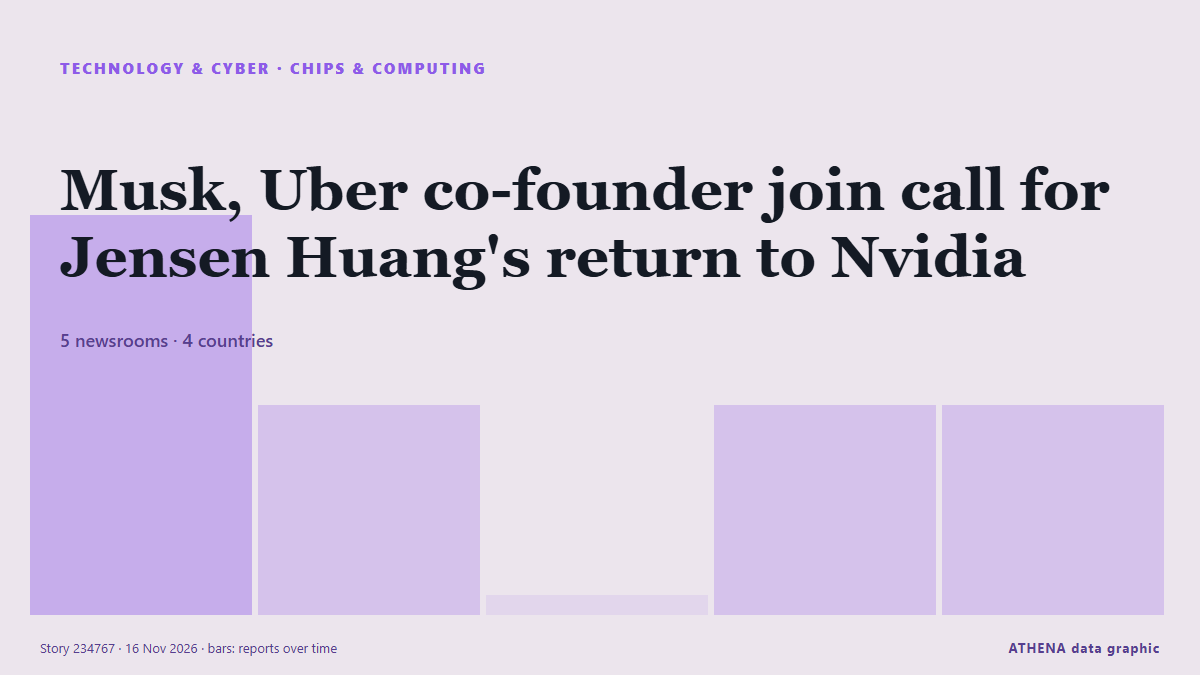 TECHNOLOGY & CYBER · CHIPS & COMPUTING
Musk, Uber co-founder join call for
Jensen Huang's return to Nvidia
5 newsrooms · 4 countries
Story 234767 · 16 Nov 2026 · bars: reports over time
ATHENA data graphic